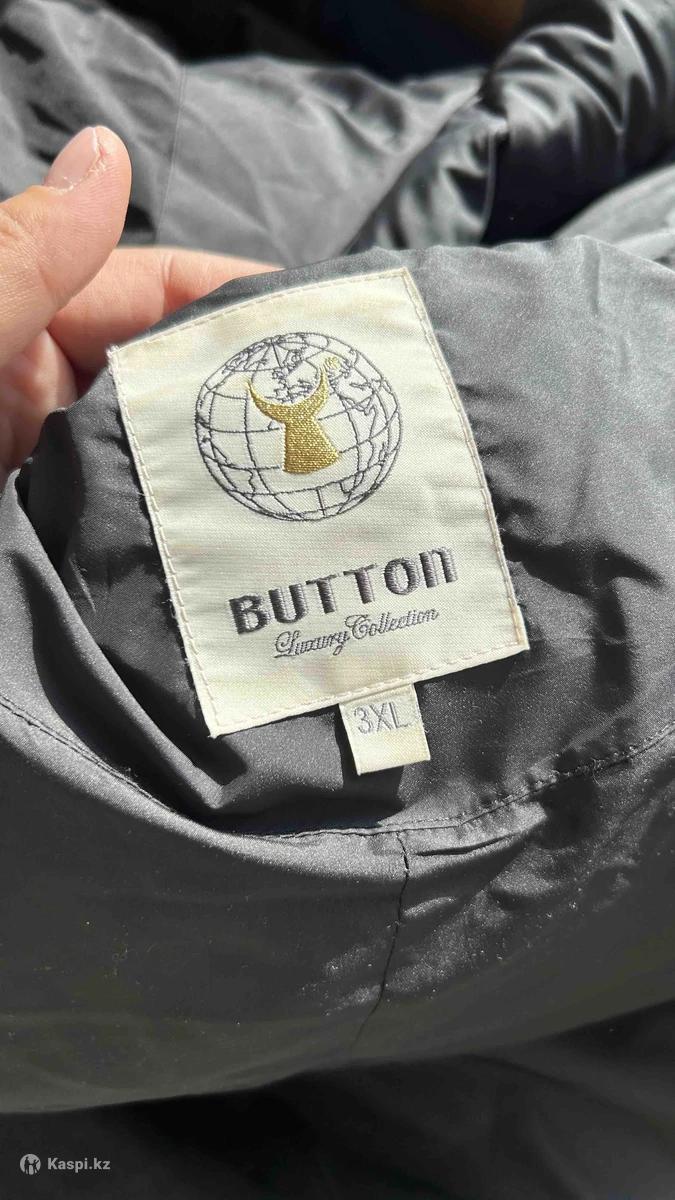 BUTTON
Luxury Collection
3XL
Kaspi.kz